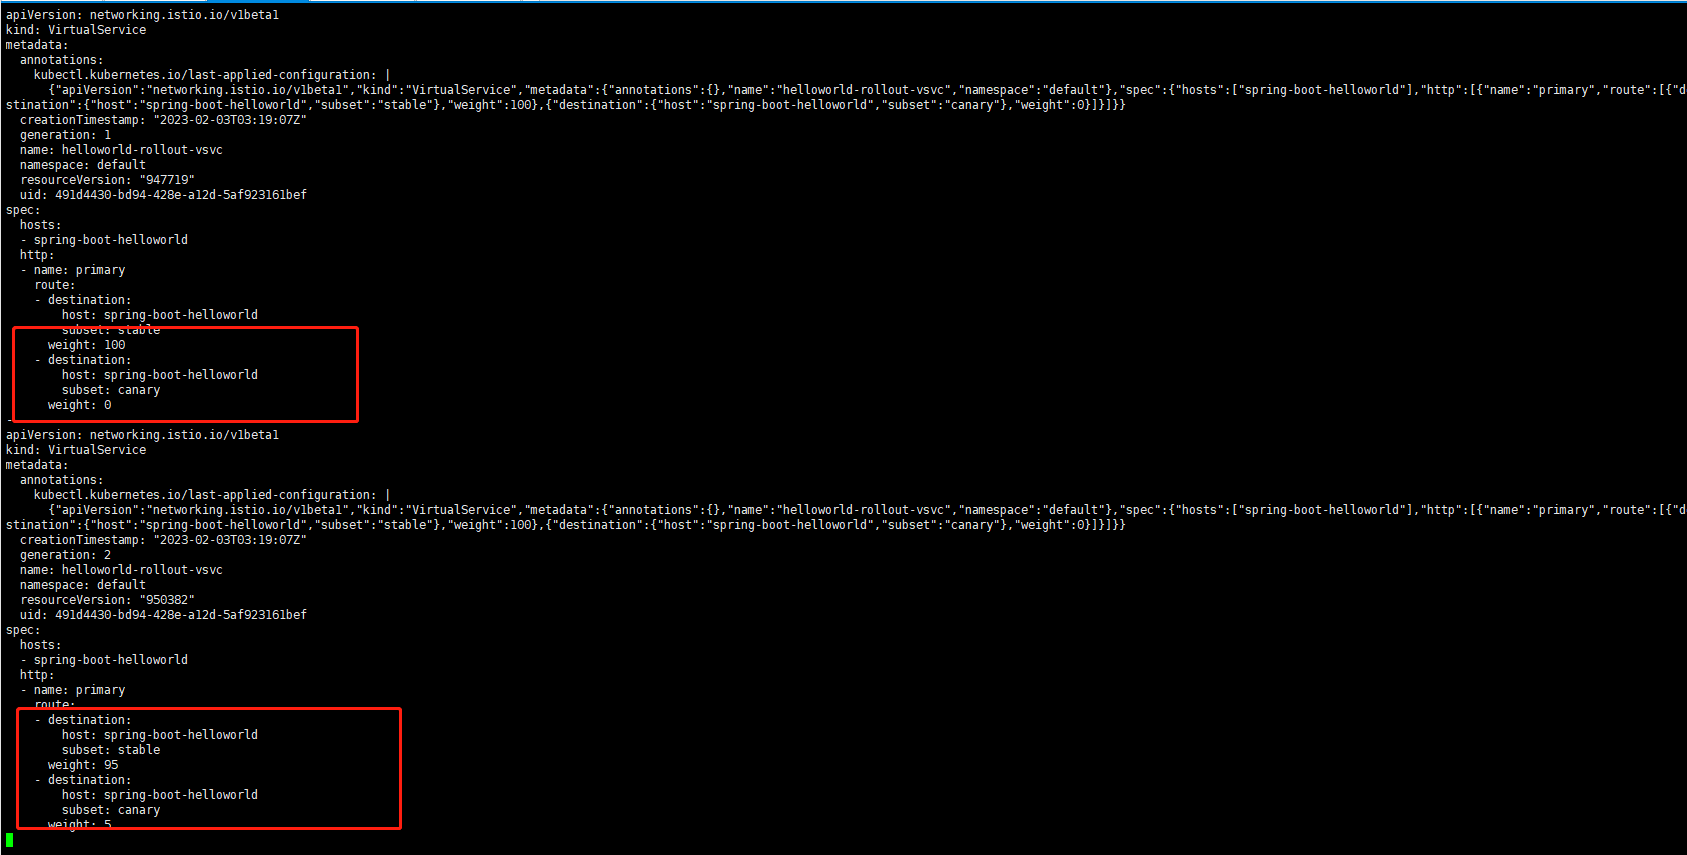 apiVersion: networking.istio.io/v1beta1
kind: VirtualService
metadata:
  annotations:
    kubectl.kubernetes.io/last-applied-configuration: |
      {"apiVersion":"networking.istio.io/v1beta1","kind":"VirtualService","metadata":{"annotations":{},"name":"helloworld-rollout-vsvc","namespace":"default"},"spec":{"hosts":["spring-boot-helloworld"],"http":[{"name":"primary","route":[{"de
stination":{"host":"spring-boot-helloworld","subset":"stable"},"weight":100},{"destination":{"host":"spring-boot-helloworld","subset":"canary"},"weight":0}]}]}}
  creationTimestamp: "2023-02-03T03:19:07Z"
  generation: 1
  name: helloworld-rollout-vsvc
  namespace: default
  resourceVersion: "947719"
  uid: 491d4430-bd94-428e-a12d-5af923161bef
spec:
  hosts:
  - spring-boot-helloworld
  http:
  - name: primary
    route:
    - destination:
        host: spring-boot-helloworld
        subset: stable
      weight: 100
    - destination:
        host: spring-boot-helloworld
        subset: canary
      weight: 0
-
apiVersion: networking.istio.io/v1beta1
kind: VirtualService
metadata:
  annotations:
    kubectl.kubernetes.io/last-applied-configuration: |
      {"apiVersion":"networking.istio.io/v1beta1","kind":"VirtualService","metadata":{"annotations":{},"name":"helloworld-rollout-vsvc","namespace":"default"},"spec":{"hosts":["spring-boot-helloworld"],"http":[{"name":"primary","route":[{"de
stination":{"host":"spring-boot-helloworld","subset":"stable"},"weight":100},{"destination":{"host":"spring-boot-helloworld","subset":"canary"},"weight":0}]}]}}
  creationTimestamp: "2023-02-03T03:19:07Z"
  generation: 2
  name: helloworld-rollout-vsvc
  namespace: default
  resourceVersion: "950382"
  uid: 491d4430-bd94-428e-a12d-5af923161bef
spec:
  hosts:
  - spring-boot-helloworld
  http:
  - name: primary
    route:
    - destination:
        host: spring-boot-helloworld
        subset: stable
      weight: 95
    - destination:
        host: spring-boot-helloworld
        subset: canary
      weight: 5